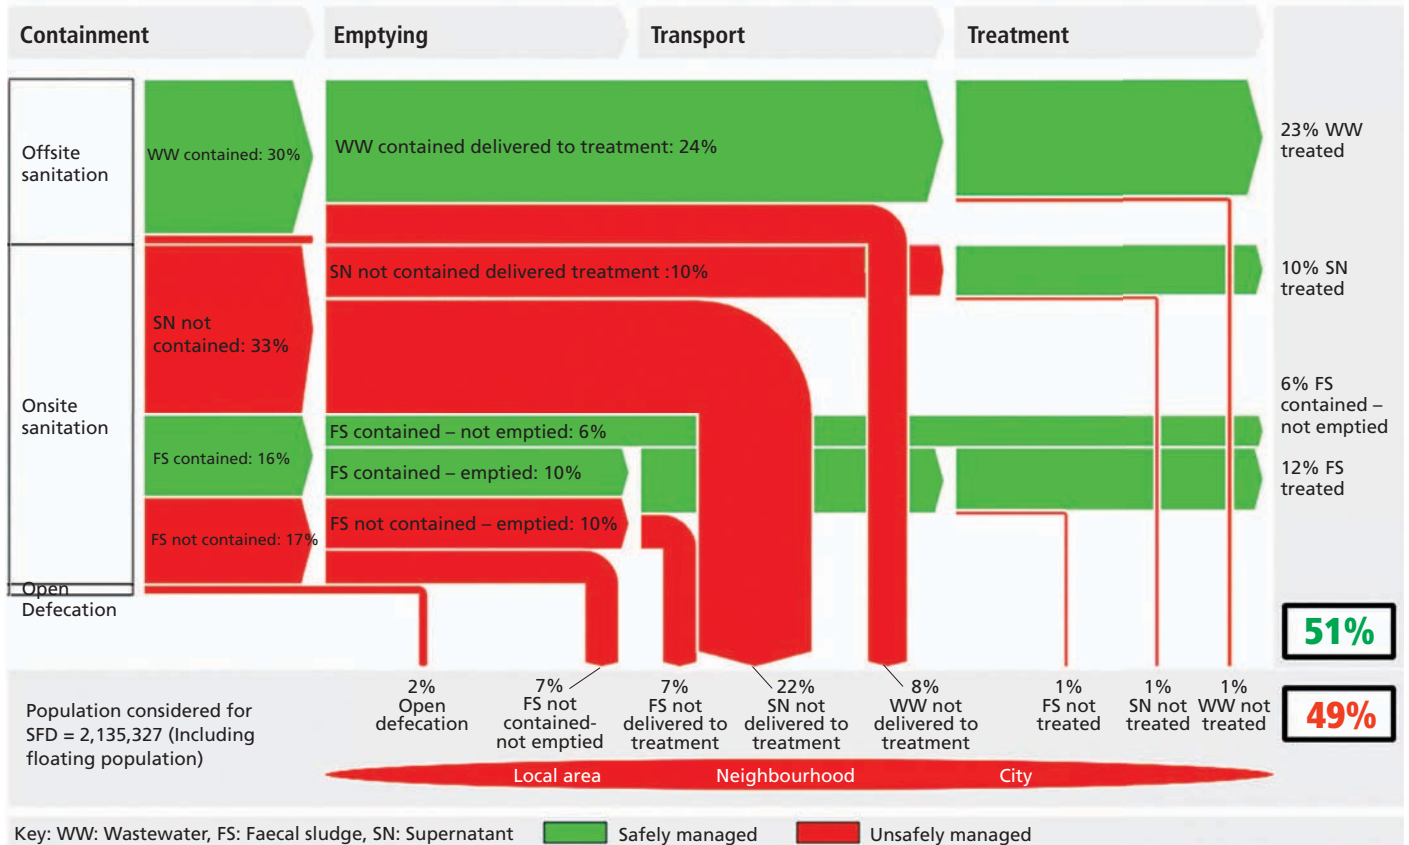 Containment
Emptying
Transport
Treatment
Offsite
sanitation
WW contained: 30%
WW contained delivered to treatment: 24%
23% WW
treated
SN not contained delivered treatment :10%
10% SN
treated
SN not
contained: 33%
Onsite
sanitation
6% FS
contained –
not emptied
FS contained – not emptied: 6%
FS contained: 16%
FS contained – emptied: 10%
12% FS
treated
FS not contained: 17%
FS not contained – emptied: 10%
Open
Defecation
51%
2%
Open
defecation
7%
FS not
contained-
not emptied
7%
FS not
delivered to
treatment
22%
SN not
delivered to
treatment
8%
WW not
delivered to
treatment
1%
FS not
treated
1%
SN not
treated
1%
WW not
treated
49%
Population considered for
SFD = 2,135,327 (Including
floating population)
Local area
Neighbourhood
City
Key: WW: Wastewater, FS: Faecal sludge, SN: Supernatant
Safely managed
Unsafely managed